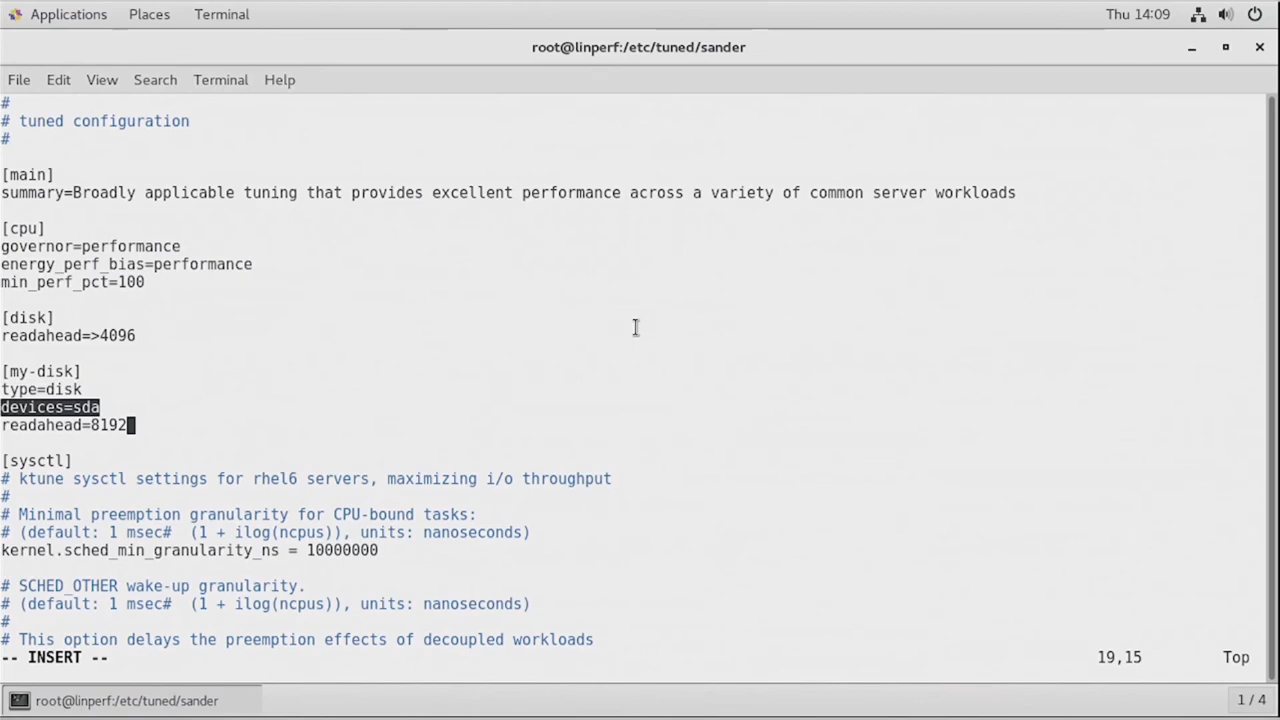 Applications Places Terminal Thu 14:09
root@linperf:/etc/tuned/sander
File Edit View Search Terminal Help
#
# tuned configuration
#
[main]
summary=Broadly applicable tuning that provides excellent performance across a variety of common server workloads
[cpu]
governor=performance
energy_perf_bias=performance
min_perf_pct=100
[disk]
readahead=>4096
[my-disk]
type=disk
devices=sda
readahead=8192
[sysctl]
# ktune sysctl settings for rhel6 servers, maximizing i/o throughput
#
# Minimal preemption granularity for CPU-bound tasks:
# (default: 1 msec#  (1 + ilog(ncpus)), units: nanoseconds)
kernel.sched_min_granularity_ns = 10000000
# SCHED_OTHER wake-up granularity.
# (default: 1 msec#  (1 + ilog(ncpus)), units: nanoseconds)
#
# This option delays the preemption effects of decoupled workloads
-- INSERT -- 19,15 Top
root@linperf:/etc/tuned/sander 1 / 4